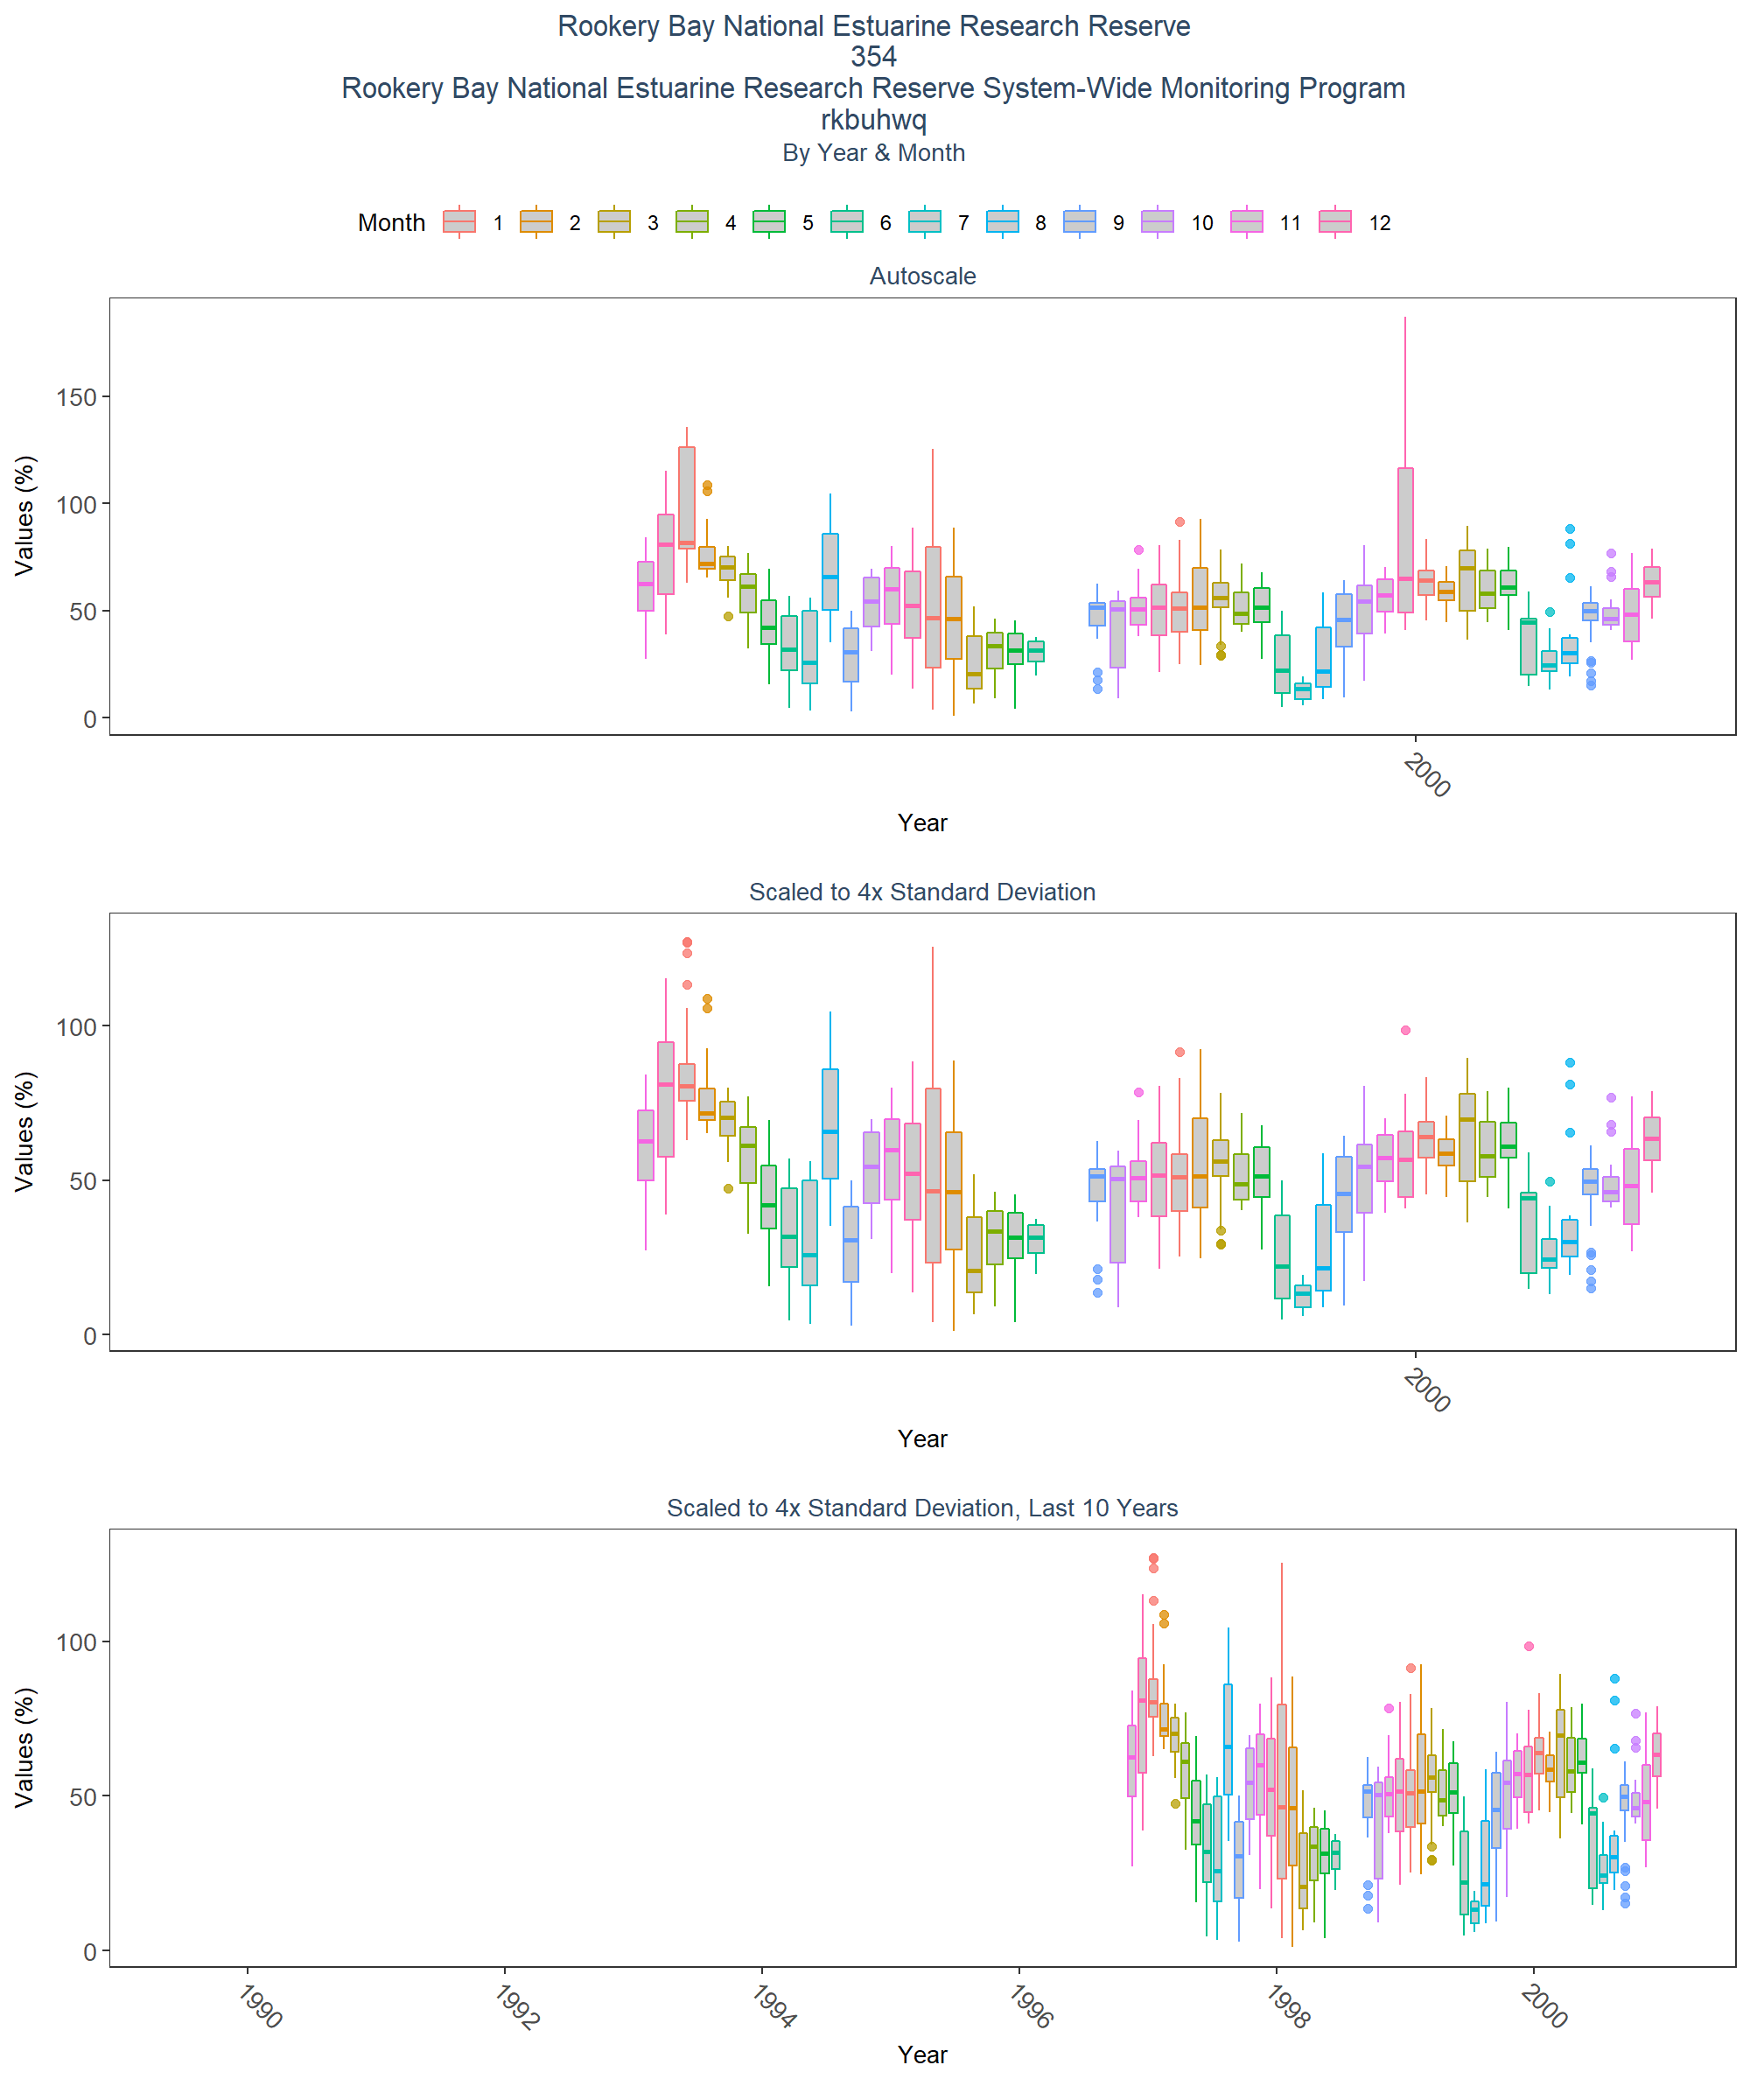 Rookery Bay National Estuarine Research Reserve
354
Rookery Bay National Estuarine Research Reserve System-Wide Monitoring Program
rkbuhwq
By Year & Month
Month 1 2 3 4 5 6 7 8 9 10 11 12
Autoscale
Values (%)
150
100
50
0
2000
Year
Scaled to 4x Standard Deviation
Values (%)
100
50
0
2000
Year
Scaled to 4x Standard Deviation, Last 10 Years
Values (%)
100
50
0
1990 1992 1994 1996 1998 2000
Year